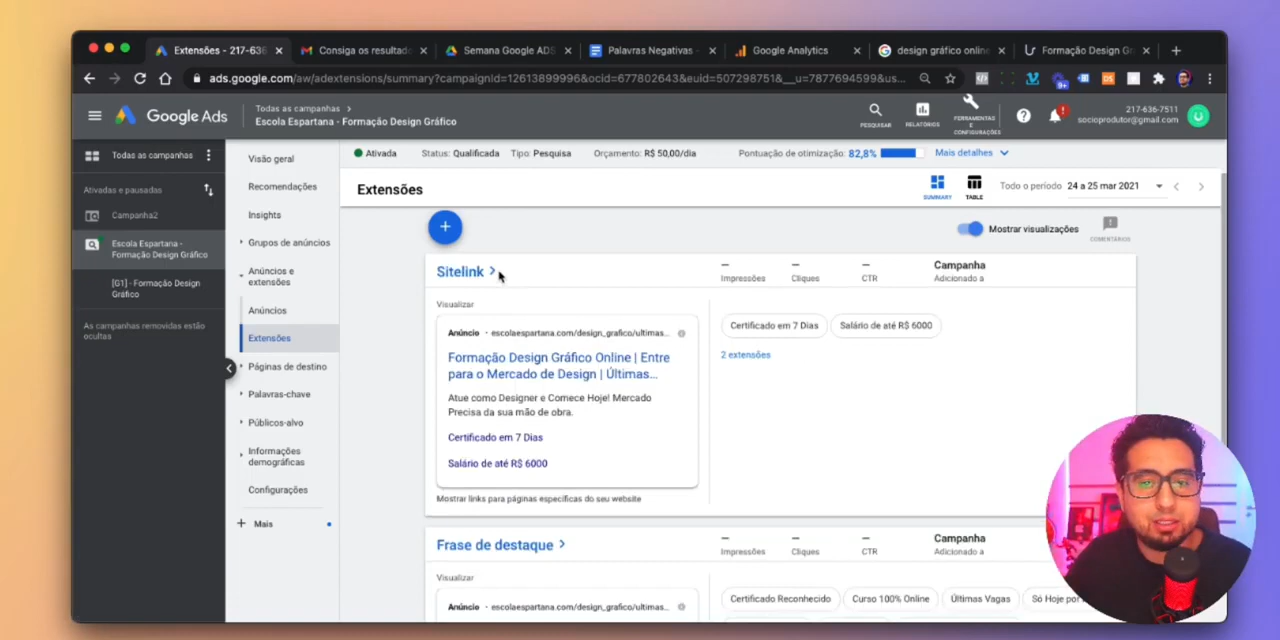 Extensões - 217-636
Consiga os resultado
Semana Google ADS
Palavras Negativas -
Google Analytics
design gráfico online
Formação Design Gr
ads.google.com/aw/adextensions/summary?campaignId=12613899996&ocid=677802643&euid=507298751&__u=7877694599&us...
Google Ads
Todas as campanhas
Escola Espartana - Formação Design Gráfico
PESQUISAR
RELATÓRIOS
FERRAMENTAS
E
CONFIGURAÇÕES
217-636-7511
socioprodutor@gmail.com
Todas as campanhas
Ativadas e pausadas
Campanha2
Escola Espartana -
Formação Design Gráfico
[G1] - Formação Design
Gráfico
As campanhas removidas estão
ocultas
Visão geral
Recomendações
Insights
Grupos de anúncios
Anúncios e
extensões
Anúncios
Extensões
Páginas de destino
Palavras-chave
Públicos-alvo
Informações
demográficas
Configurações
Mais
Ativada
Status: Qualificada
Tipo: Pesquisa
Orçamento: R$ 50,00/dia
Pontuação de otimização: 82,8%
Mais detalhes
Extensões
SUMMARY
TABLE
Todo o período
24 a 25 mar 2021
Mostrar visualizações
COMENTÁRIOS
Sitelink
— Impressões
— Cliques
— CTR
Campanha
Adicionado a
Visualizar
Anúncio · escolaespartana.com/design_grafico/ultimas...
Formação Design Gráfico Online | Entre
para o Mercado de Design | Últimas...
Atue como Designer e Comece Hoje! Mercado
Precisa da sua mão de obra.
Certificado em 7 Dias
Salário de até R$ 6000
Mostrar links para páginas específicas do seu website
Certificado em 7 Dias
Salário de até R$ 6000
2 extensões
Frase de destaque
— Impressões
— Cliques
— CTR
Campanha
Adicionado a
Visualizar
Anúncio · escolaespartana.com/design_grafico/ultimas...
Certificado Reconhecido
Curso 100% Online
Últimas Vagas
Só Hoje por